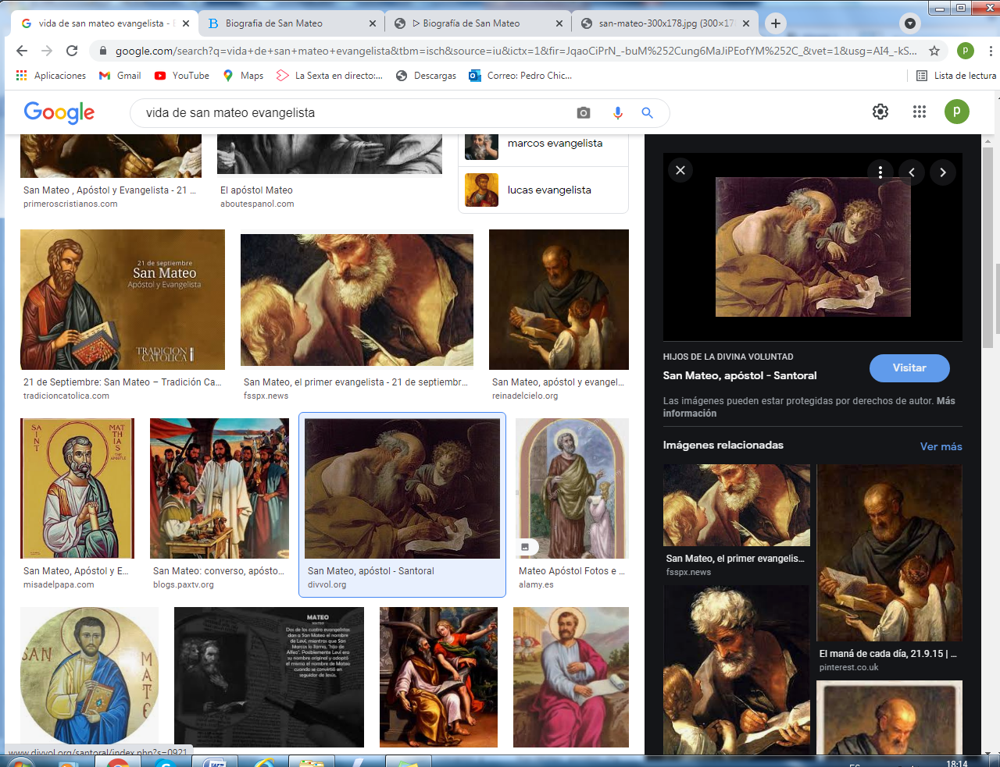 vida de san mateo evangelista -
Biografia de San Mateo
▷ Biografía de San Mateo
san-mateo-300x178.jpg (300×17
google.com/search?q=vida+de+san+mateo+evangelista&tbm=isch&source=iu&ictx=1&fir=JqaoCiPrN_-buM%252Cung6MaJiPEofYM%252C_&vet=1&usg=AI4_-kS...
p
Aplicaciones
Gmail
YouTube
Maps
La Sexta en directo:...
Descargas
Correo: Pedro Chic...
Lista de lectura
Google
vida de san mateo evangelista
p
marcos evangelista
lucas evangelista
San Mateo , Apóstol y Evangelista - 21 ...
primeroscristianos.com
El apóstol Mateo
aboutespanol.com
21 de septiembre
San Mateo
Apóstol y Evangelista
TRADICION
CATOLICA
21 de Septiembre: San Mateo – Tradición Ca...
tradicioncatolica.com
San Mateo, el primer evangelista - 21 de septiembr...
fsspx.news
San Mateo, apóstol y evangel...
reinadelcielo.org
SAINT
MATTHIAS
THE APOSTLE
San Mateo, Apóstol y E...
misadelpapa.com
San Mateo: converso, apósto...
blogs.paxtv.org
San Mateo, apóstol - Santoral
divvol.org
Mateo Apóstol Fotos e ...
alamy.es
SAN
MATE
MATEO
Dos de los cuatro evangelistas
dan a San Mateo el nombre
de Leví, mientras que San
Marcos lo llama, "hijo de
Alfeo". Posiblemente Leví era
su nombre original y adoptó
el mismo el nombre de Mateo
cuando se convirtió en
seguidor de Jesús.
HIJOS DE LA DIVINA VOLUNTAD
San Mateo, apóstol - Santoral
Visitar
Las imágenes pueden estar protegidas por derechos de autor. Más
información
Imágenes relacionadas
Ver más
San Mateo, el primer evangelis...
fsspx.news
El maná de cada día, 21.9.15 | ...
pinterest.co.uk
www.divvol.org/santoral/index.php?s=0921
ES
18:14